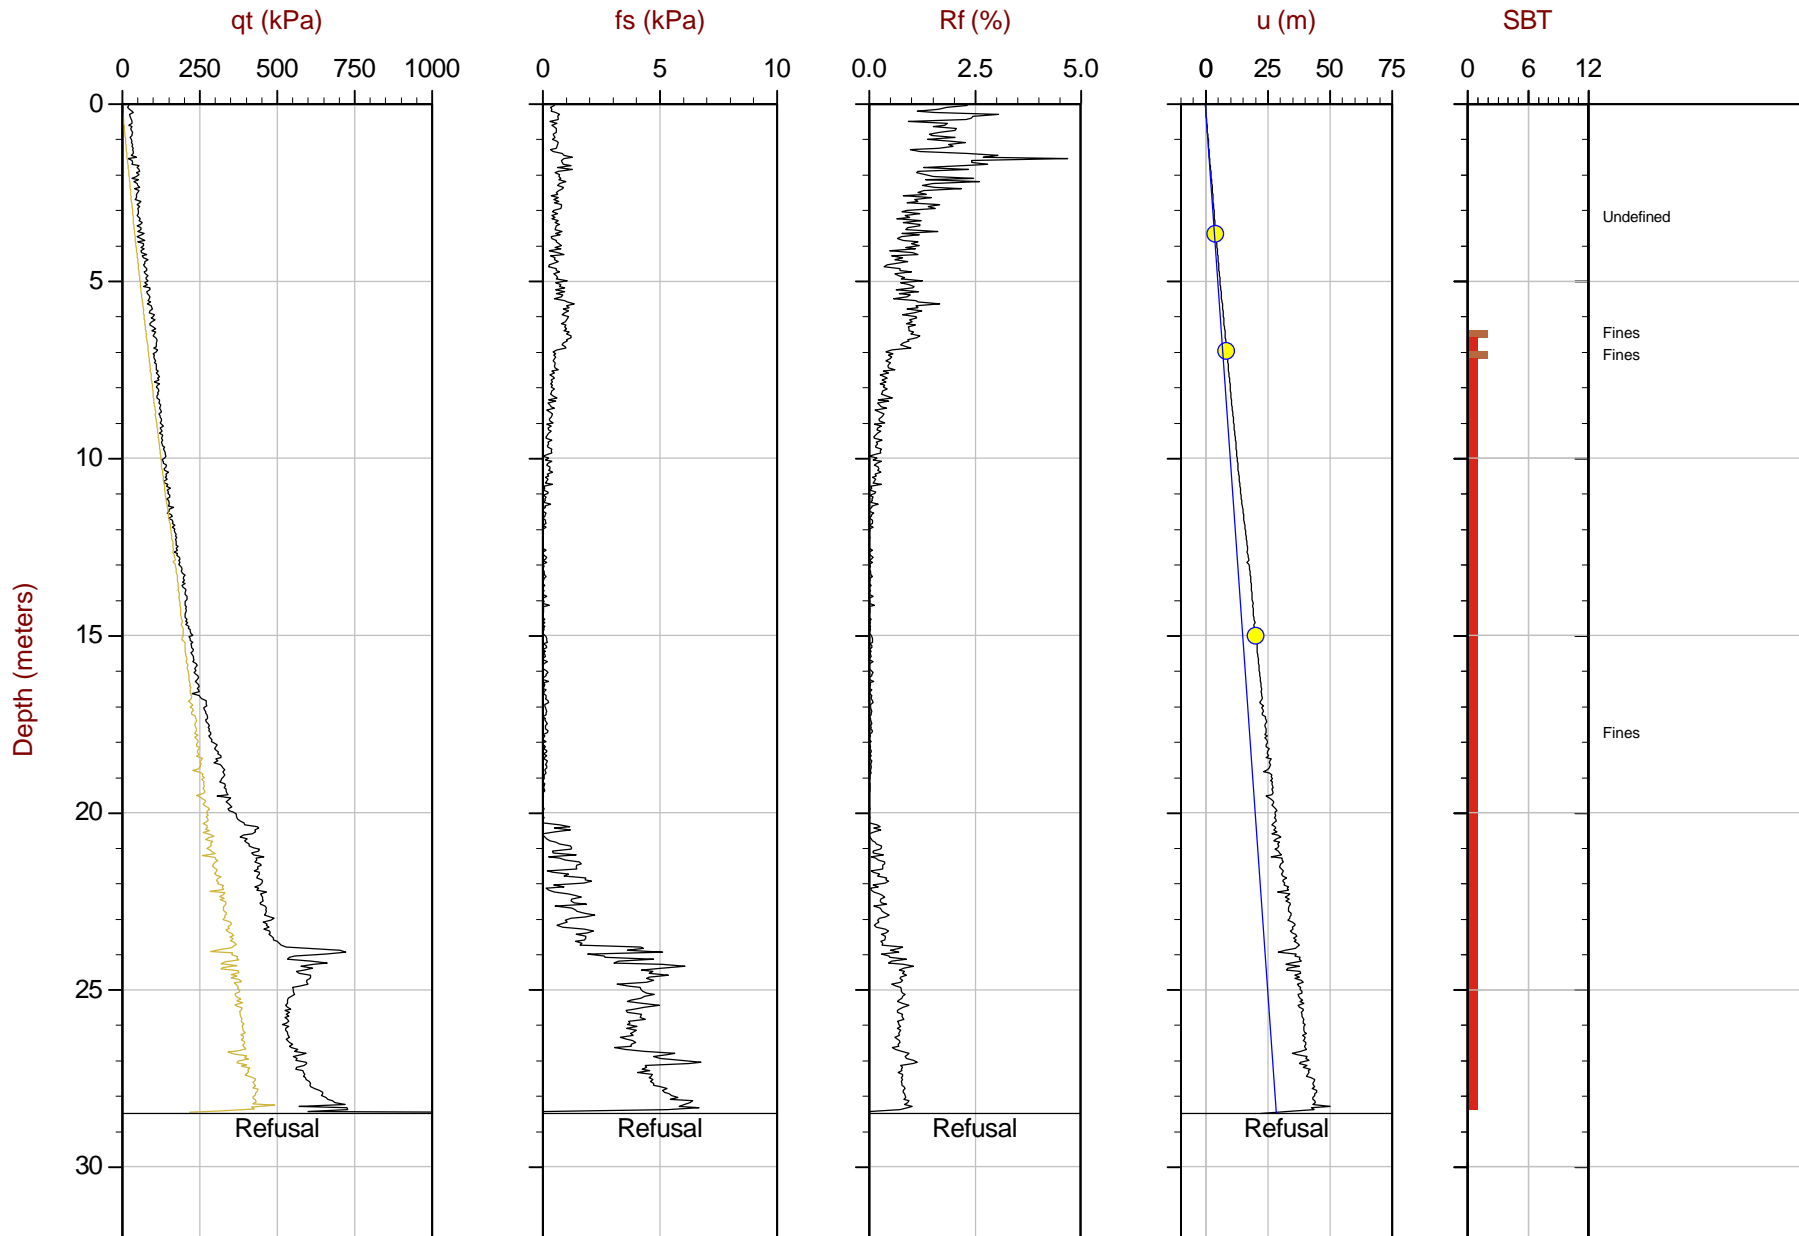 qt (kPa) fs (kPa) Rf (%) u (m) SBT
0 250 500 750 1000 0 5 10 0.0 2.5 5.0 0 25 50 75 0 6 12
0
Undefined
5
Fines
Fines
10
15
Depth (meters)
Fines
20
25
Refusal Refusal Refusal Refusal
30